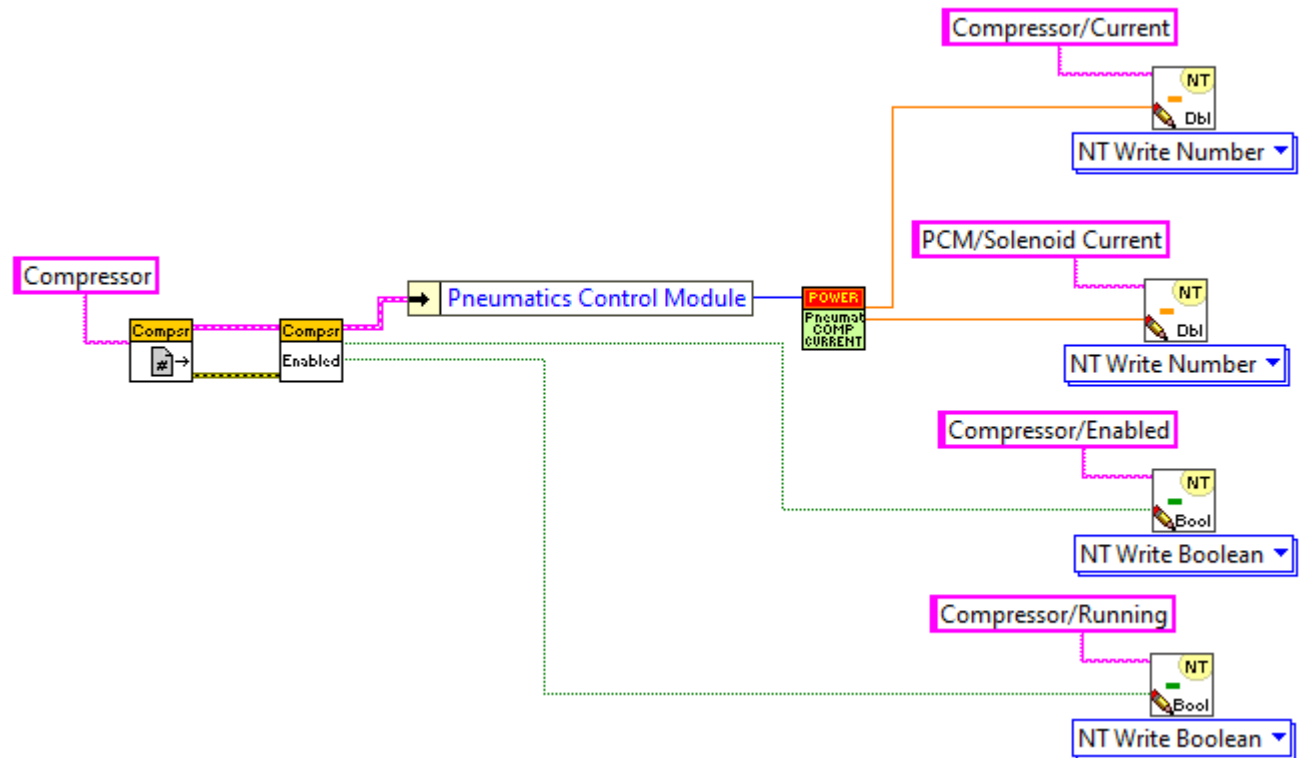 Compressor/Current
NT
Dbl
NT Write Number
PCM/Solenoid Current
NT
Dbl
NT Write Number
Compressor
Compsr
#
Compsr
Enabled
Pneumatics Control Module
POWER
Pneumat
COMP
CURRENT
Compressor/Enabled
NT
Bool
NT Write Boolean
Compressor/Running
NT
Bool
NT Write Boolean